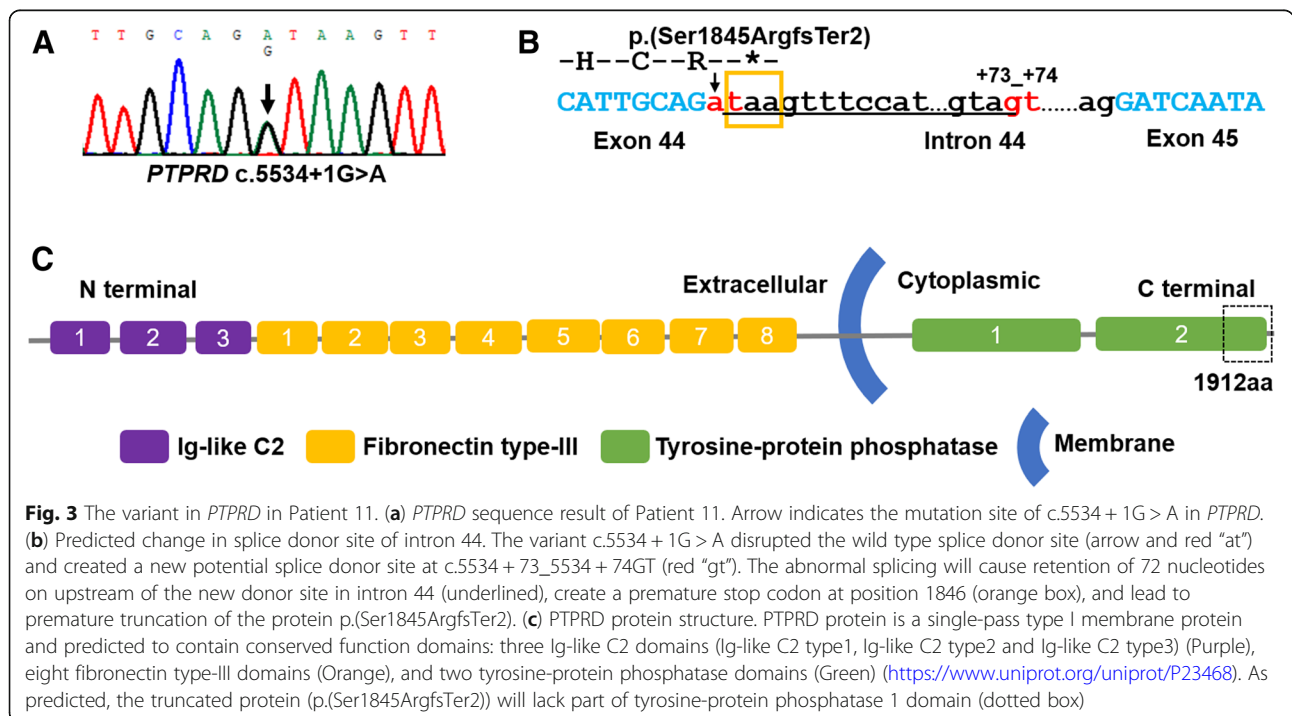 A
T T G C A G A T A A G T T
G
PTPRD c.5534+1G>A
B
p.(Ser1845ArgfsTer2)
–H––C––R––*–
+73_+74
CATTGCAGataagtttccat...gtagt......agGATCAATA
Exon 44
Intron 44
Exon 45
C
N terminal
Extracellular
Cytoplasmic
C terminal
1 2 3 1 2 3 4 5 6 7 8 1 2
1912aa
Ig-like C2
Fibronectin type-III
Tyrosine-protein phosphatase
Membrane
Fig. 3 The variant in PTPRD in Patient 11. (a) PTPRD sequence result of Patient 11. Arrow indicates the mutation site of c.5534 + 1G > A in PTPRD.
(b) Predicted change in splice donor site of intron 44. The variant c.5534 + 1G > A disrupted the wild type splice donor site (arrow and red “at”)
and created a new potential splice donor site at c.5534 + 73_5534 + 74GT (red “gt”). The abnormal splicing will cause retention of 72 nucleotides
on upstream of the new donor site in intron 44 (underlined), create a premature stop codon at position 1846 (orange box), and lead to
premature truncation of the protein p.(Ser1845ArgfsTer2). (c) PTPRD protein structure. PTPRD protein is a single-pass type I membrane protein
and predicted to contain conserved function domains: three Ig-like C2 domains (Ig-like C2 type1, Ig-like C2 type2 and Ig-like C2 type3) (Purple),
eight fibronectin type-III domains (Orange), and two tyrosine-protein phosphatase domains (Green) (https://www.uniprot.org/uniprot/P23468). As
predicted, the truncated protein (p.(Ser1845ArgfsTer2)) will lack part of tyrosine-protein phosphatase 1 domain (dotted box)